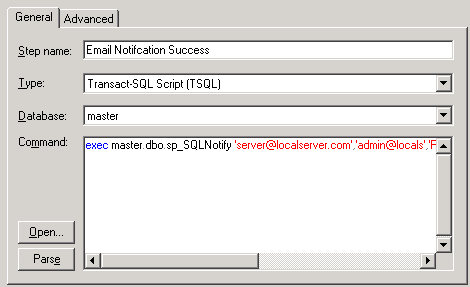 General Advanced
Step name: Email Notifcation Success
Type: Transact-SQL Script (TSQL)
Database: master
Command: exec master.dbo.sp_SQLNotify 'server@localserver.com','admin@locals','F
Open...
Parse